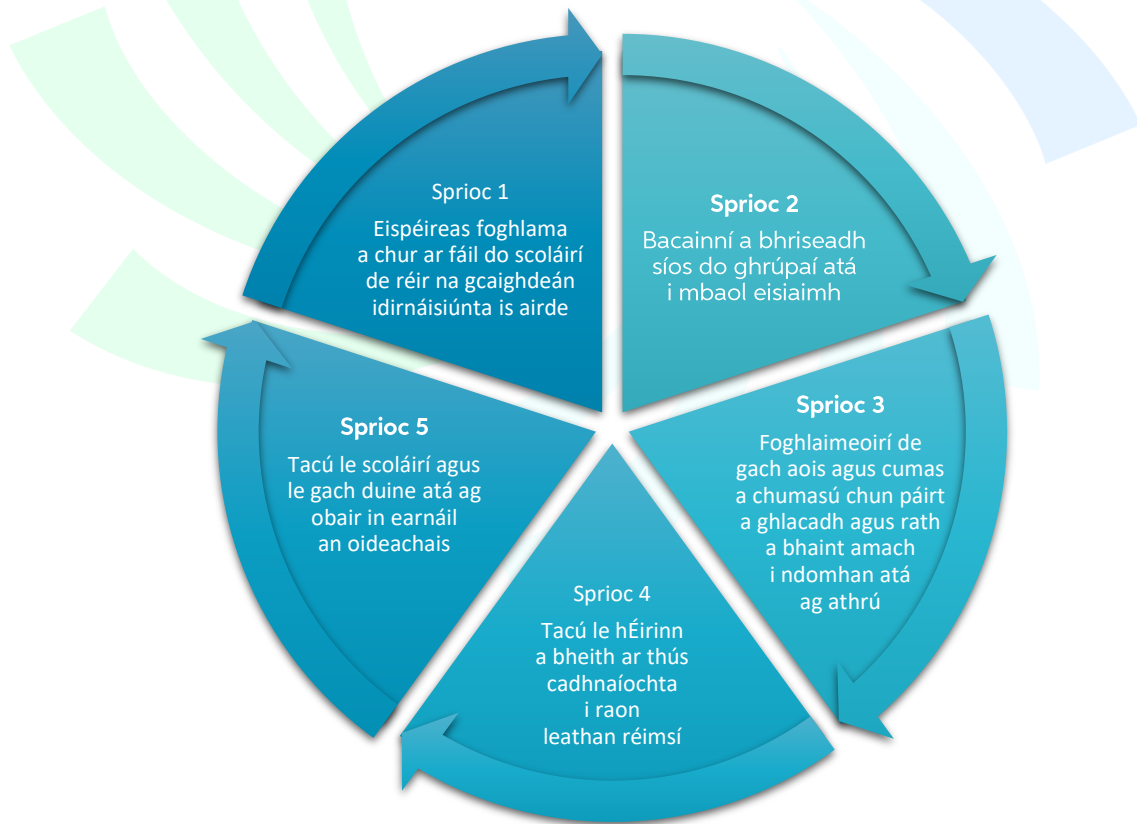 Sprioc 1
Eispéireas foghlama
a chur ar fáil do scoláirí
de réir na gcaighdeán
idirnáisiúnta is airde
Sprioc 2
Bacainní a bhriseadh
síos do ghrúpaí atá
i mbaol eisiaimh
Sprioc 3
Foghlaimeoirí de
gach aois agus cumas
a chumasú chun páirt
a ghlacadh agus rath
a bhaint amach
i ndomhan atá
ag athrú
Sprioc 4
Tacú le hÉirinn
a bheith ar thús
cadhnaíochta
i raon
leathan réimsí
Sprioc 5
Tacú le scoláirí agus
le gach duine atá ag
obair in earnáil
an oideachais